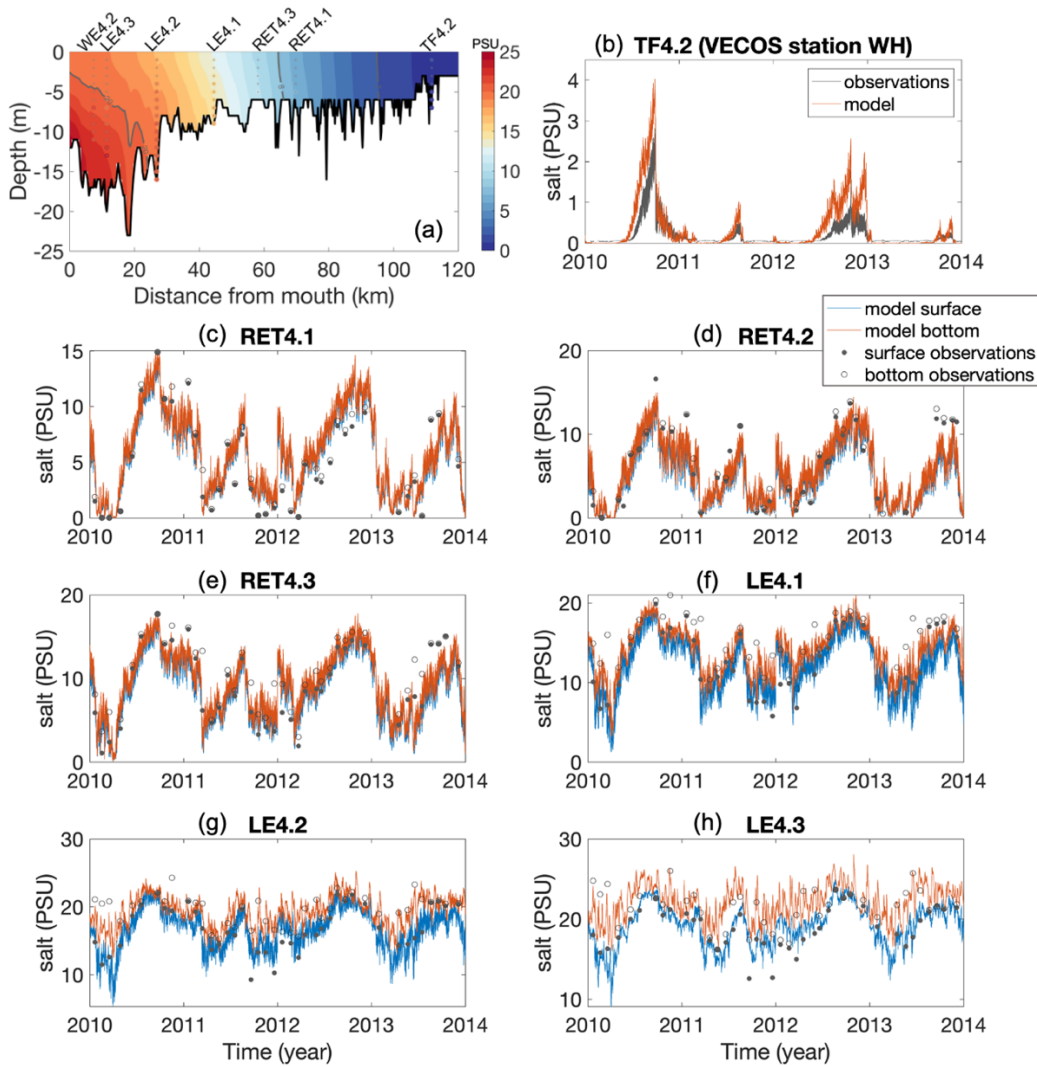 WE4.2
LE4.3
LE4.2
LE4.1
RET4.3
RET4.1
TF4.2
PSU
0
-5
-10
-15
-20
-25
Depth (m)
0 20 40 60 80 100 120
Distance from mouth (km)
25
20
15
10
5
0
(a)
(b) TF4.2 (VECOS station WH)
observations
model
4
3
2
1
0
salt (PSU)
2010 2011 2012 2013 2014
model surface
model bottom
surface observations
bottom observations
(c) RET4.1
15
10
5
0
salt (PSU)
2010 2011 2012 2013 2014
(d) RET4.2
20
10
0
salt (PSU)
2010 2011 2012 2013 2014
(e) RET4.3
20
10
0
salt (PSU)
2010 2011 2012 2013 2014
(f) LE4.1
20
10
0
salt (PSU)
2010 2011 2012 2013 2014
(g) LE4.2
30
20
10
salt (PSU)
2010 2011 2012 2013 2014
Time (year)
(h) LE4.3
30
20
10
salt (PSU)
2010 2011 2012 2013 2014
Time (year)